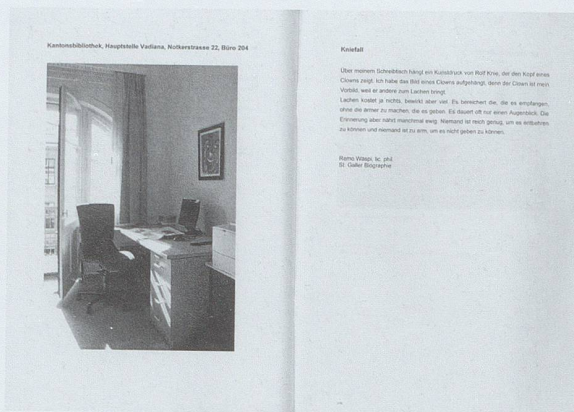 Kantonsbibliothek, Hauptstelle Vadiana, Notkerstrasse 22, Büro 204
Kniefall
Über meinem Schreibtisch hängt ein Kunstdruck von Rolf Knie, der den Kopf eines
Clowns zeigt. Ich habe das Bild eines Clowns aufgehängt, denn der Clown ist mein
Vorbild, weil er andere zum Lachen bringt.
Lachen kostet ja nichts, bewirkt aber viel. Es bereichert die, die es empfangen,
ohne die ärmer zu machen, die es geben. Es dauert oft nur einen Augenblick. Die
Erinnerung aber währt manchmal ewig. Niemand ist reich genug, um es entbehren
zu können und niemand ist zu arm, um es nicht geben zu können.
Remo Wäspi, lic. phil.
St. Galler Biographie